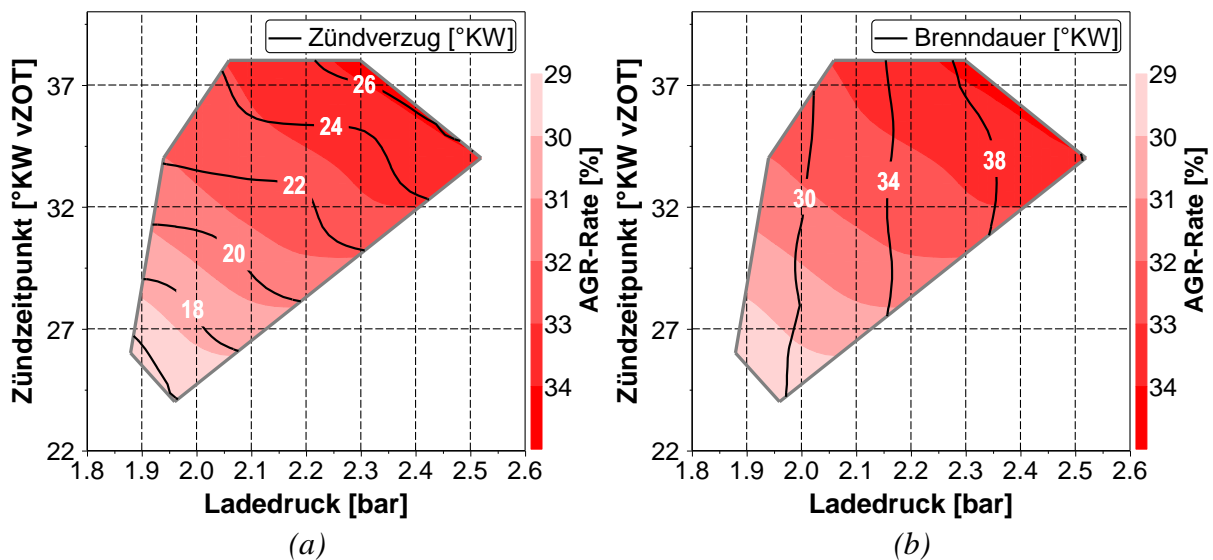 Zündverzug [°KW]
Zündzeitpunkt [°KW vZOT]
37
32
27
22
26
24
22
20
18
1.8 1.9 2.0 2.1 2.2 2.3 2.4 2.5 2.6
Ladedruck [bar]
29
30
31
32
33
34
AGR-Rate [%]
(a)
Brenndauer [°KW]
Zündzeitpunkt [°KW vZOT]
37
32
27
22
30 34 38
1.8 1.9 2.0 2.1 2.2 2.3 2.4 2.5 2.6
Ladedruck [bar]
29
30
31
32
33
34
AGR-Rate [%]
(b)